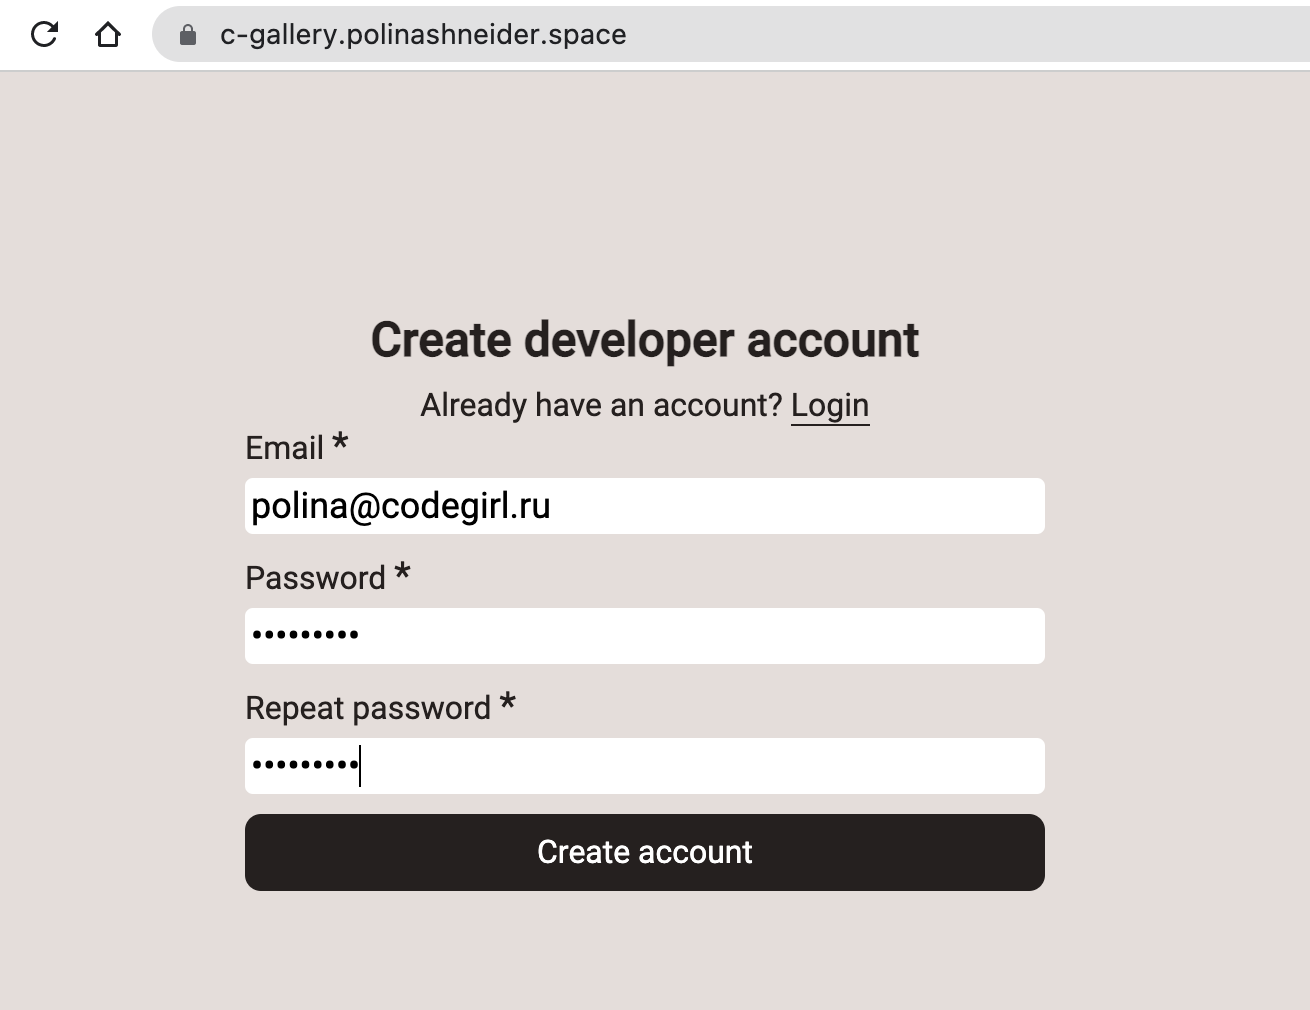 c-gallery.polinashneider.space
Create developer account
Already have an account? Login
Email *
polina@codegirl.ru
Password *
•••••••••
Repeat password *
•••••••••
Create account